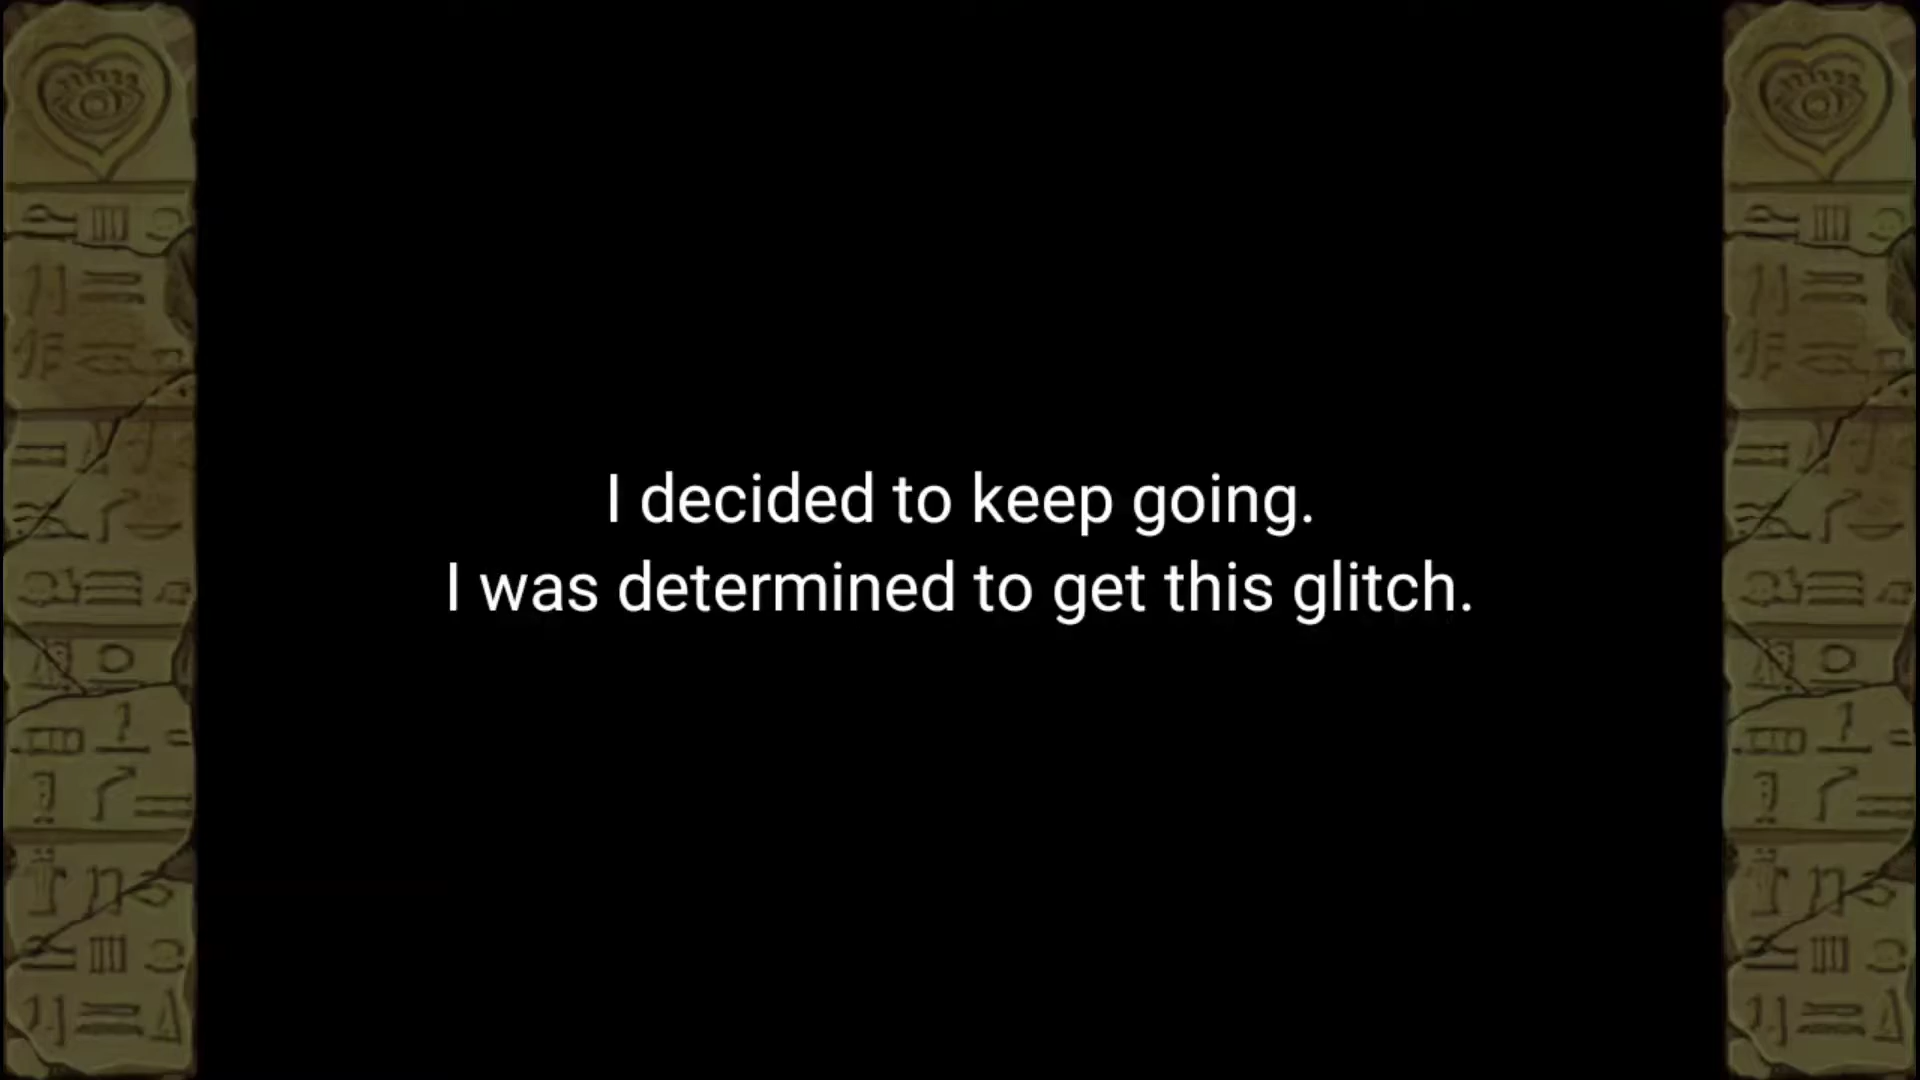 I decided to keep going.
I was determined to get this glitch.